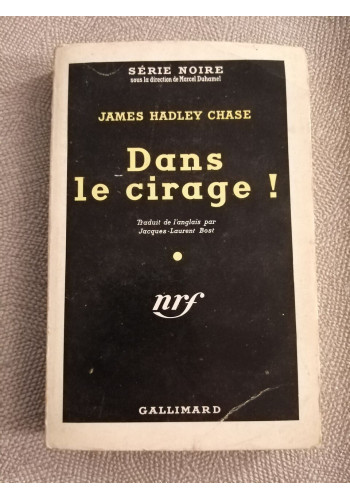 SÉRIE NOIRE
sous la direction de Marcel Duhamel
JAMES HADLEY CHASE
Dans
le cirage !
Traduit de l'anglais par
Jacques-Laurent Bost
nrf
GALLIMARD